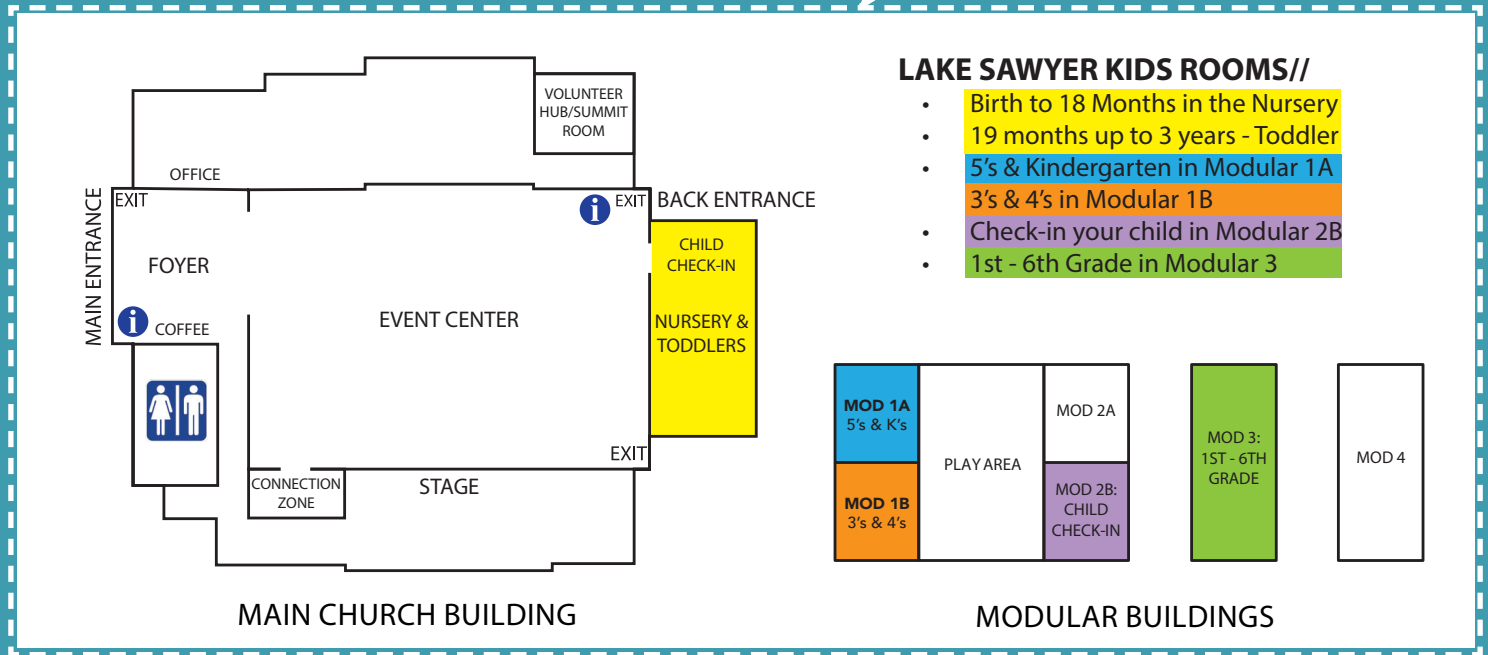 LAKE SAWYER KIDS ROOMS//
• Birth to 18 Months in the Nursery
• 19 months up to 3 years - Toddler
• 5's & Kindergarten in Modular 1A
3's & 4's in Modular 1B
• Check-in your child in Modular 2B
• 1st - 6th Grade in Modular 3
VOLUNTEER
HUB/SUMMIT
ROOM
OFFICE
EXIT
MAIN ENTRANCE
FOYER
i
COFFEE
i
EXIT
BACK ENTRANCE
CHILD
CHECK-IN
NURSERY &
TODDLERS
EVENT CENTER
EXIT
CONNECTION
ZONE
STAGE
MAIN CHURCH BUILDING
MOD 1A
5's & K's
MOD 1B
3's & 4's
PLAY AREA
MOD 2A
MOD 2B:
CHILD
CHECK-IN
MOD 3:
1ST - 6TH
GRADE
MOD 4
MODULAR BUILDINGS